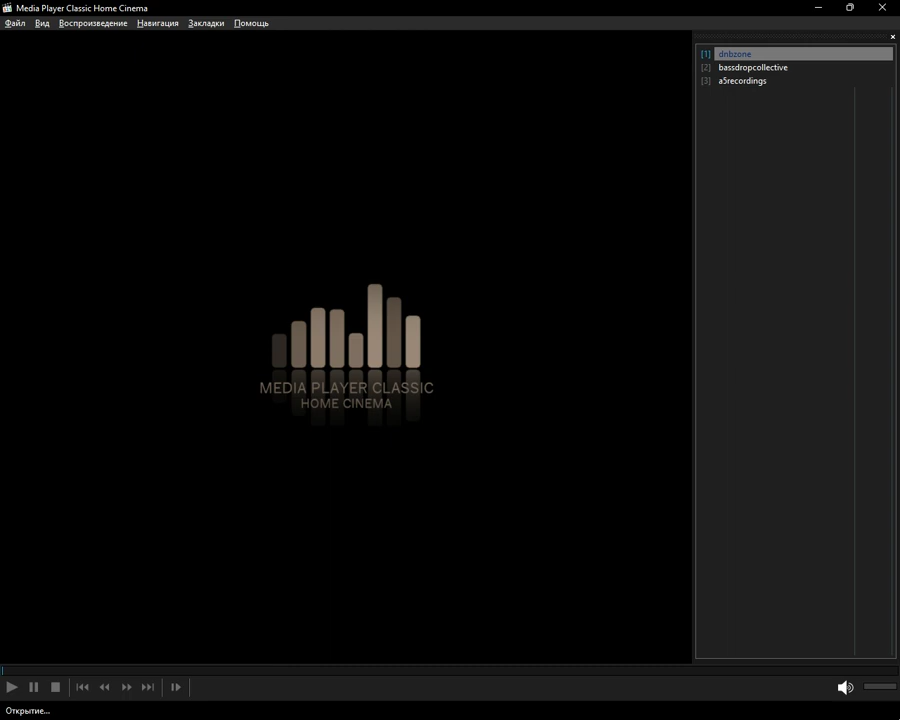 Media Player Classic Home Cinema
Файл Вид Воспроизведение Навигация Закладки Помощь
[1] dnbzone
[2] bassdropcollective
[3] a5recordings
MEDIA PLAYER CLASSIC
HOME CINEMA
Открытие...